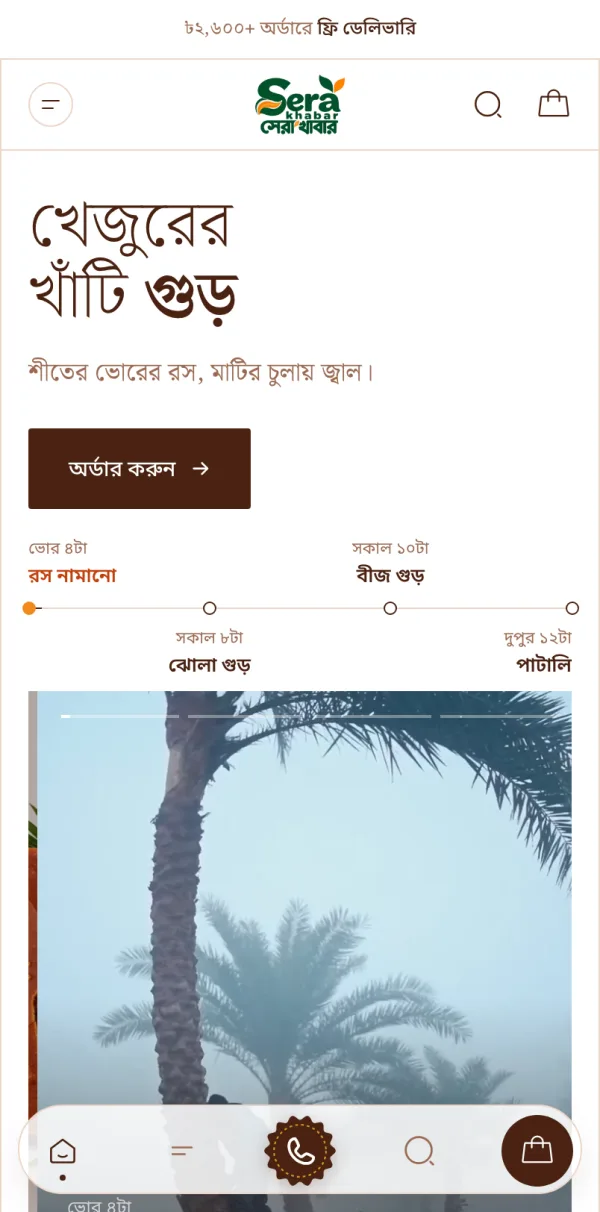 ৳২,৬০০+ অর্ডারে ফ্রি ডেলিভারি
Sera
khabar
সেরা খাবার
খেজুরের
খাঁটি গুড়
শীতের ভোরের রস, মাটির চুলায় জ্বাল।
অর্ডার করুন →
ভোর ৪টা
রস নামানো
সকাল ৮টা
ঝোলা গুড়
সকাল ১০টা
বীজ গুড়
দুপুর ১২টা
পাটালি
ভোর ৪টা